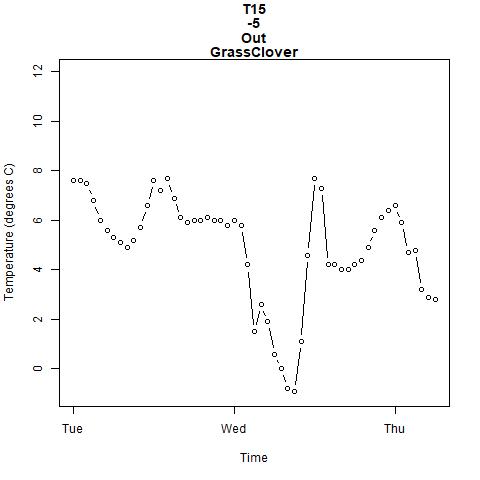 T15
-5
Out
GrassClover
Temperature (degrees C)
12
10
8
6
4
2
0
Tue
Wed
Thu
Time